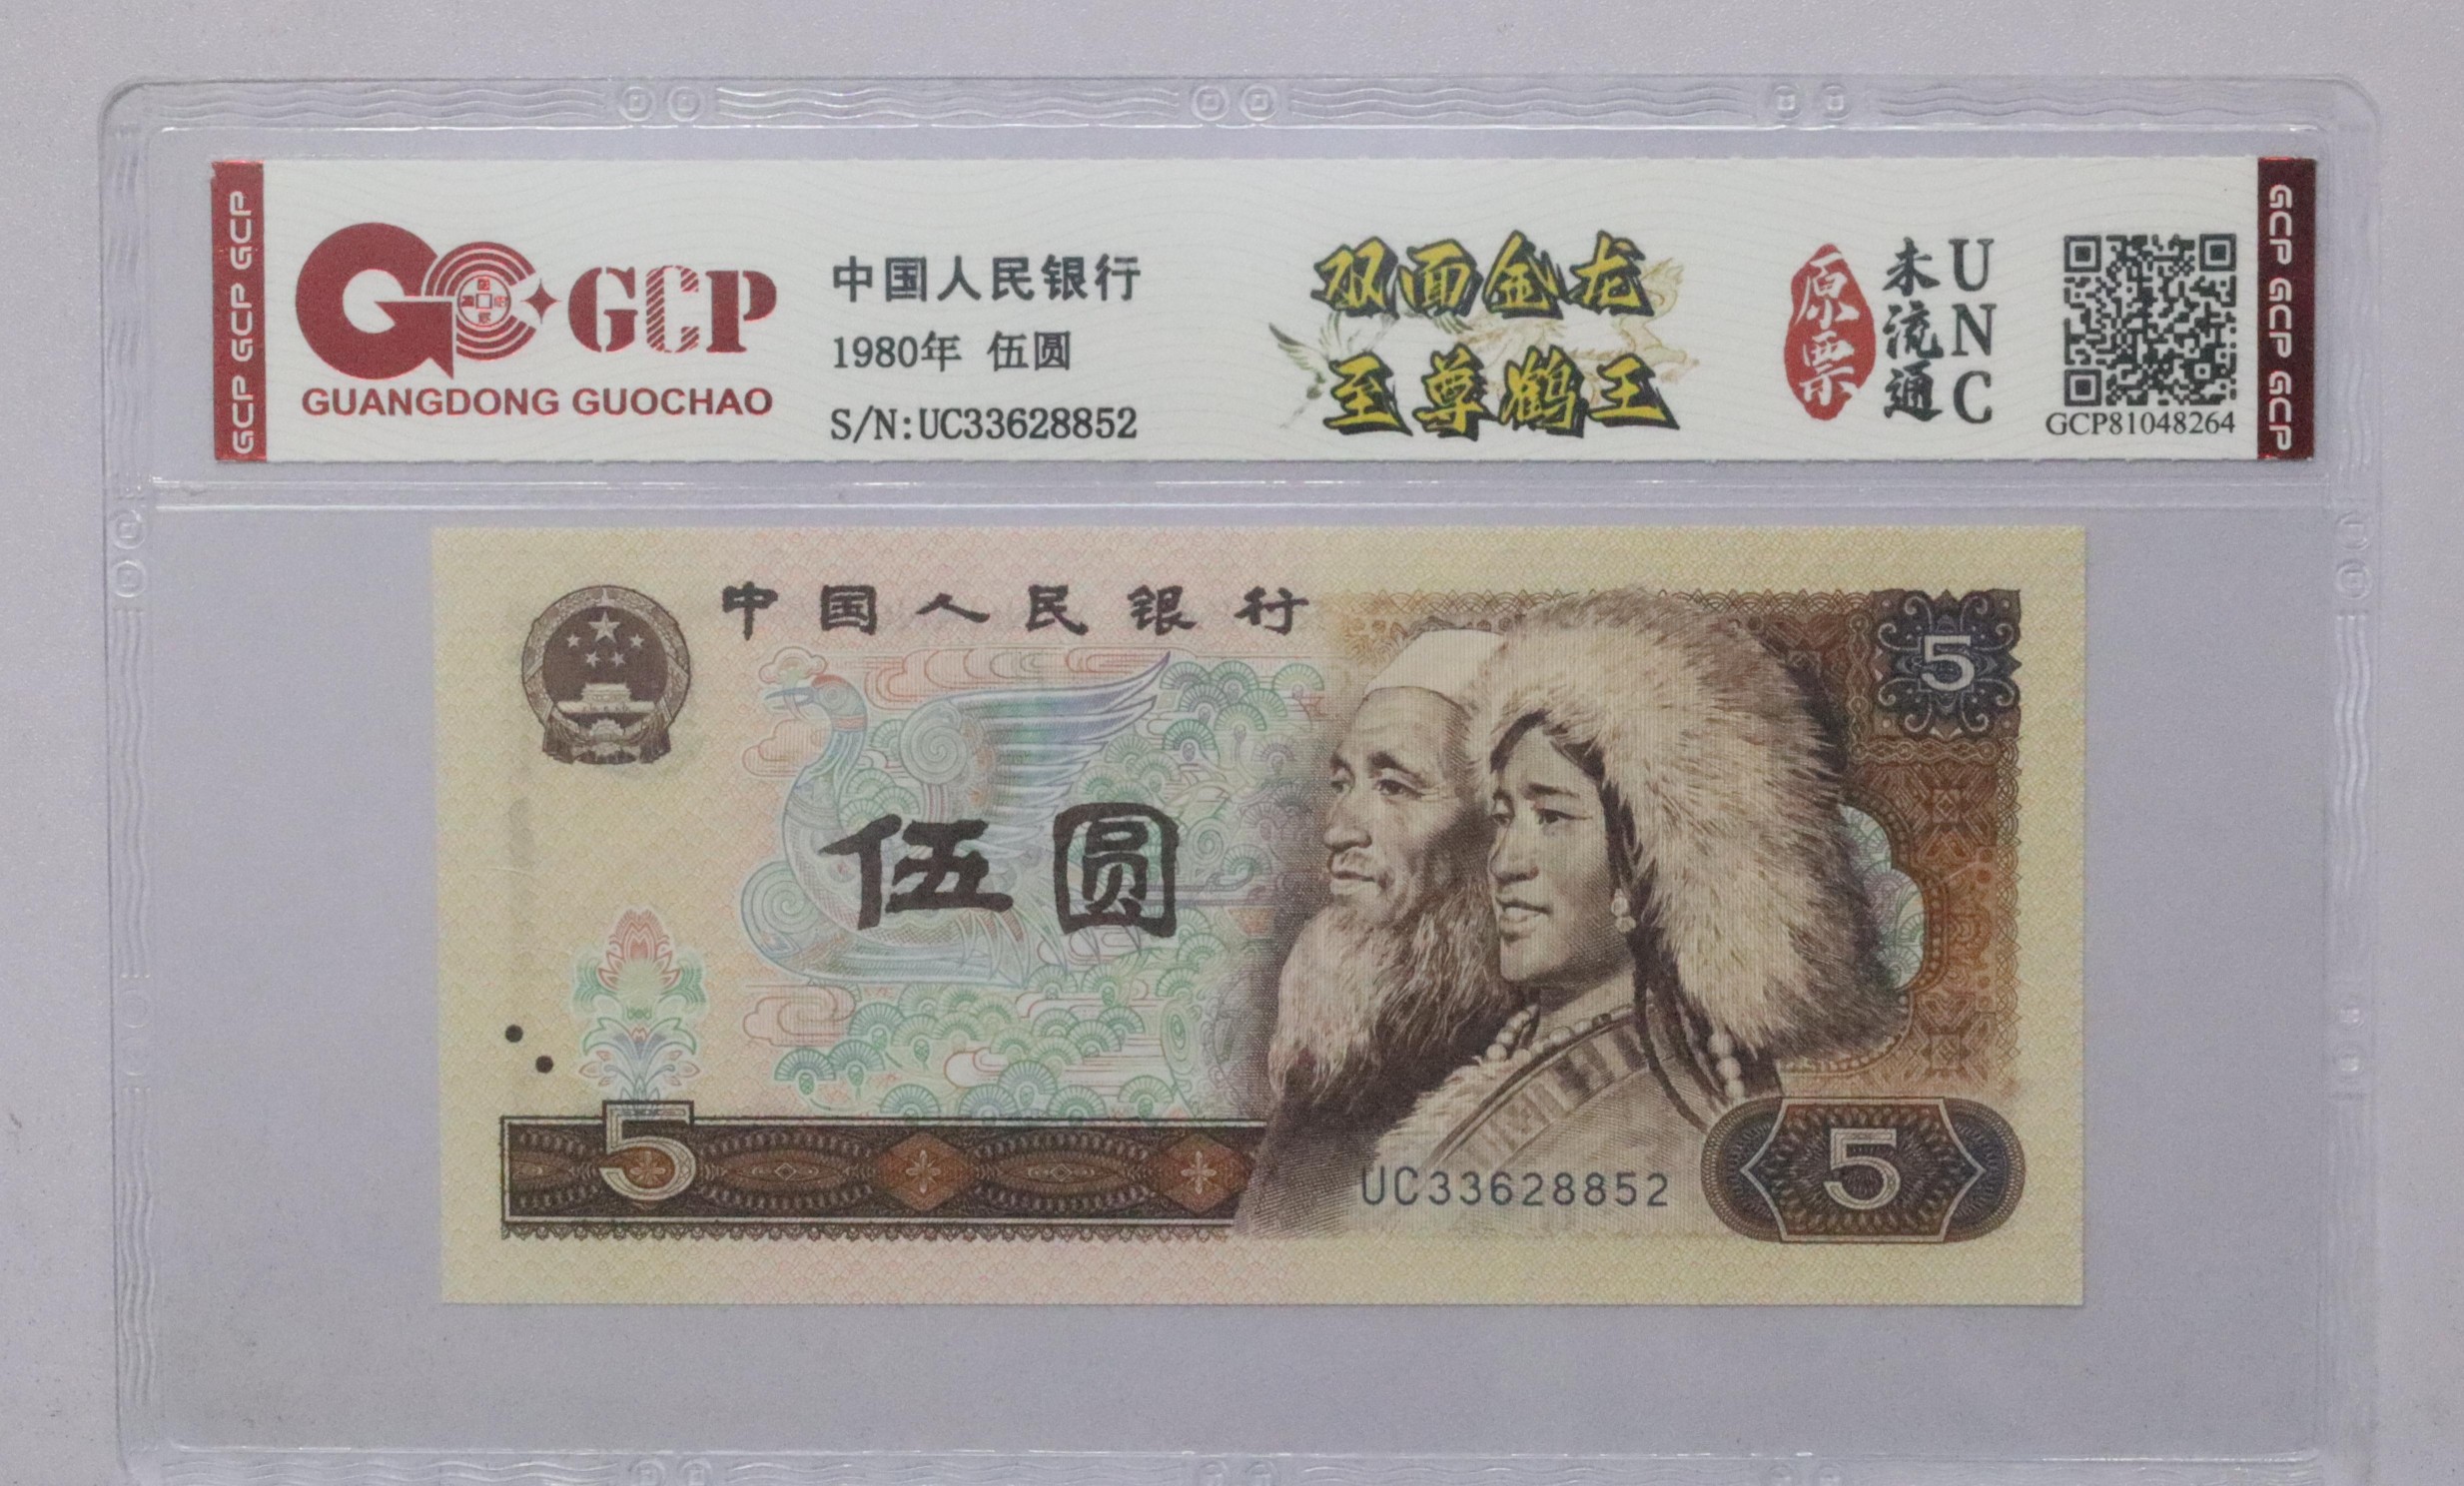 GCP GCP GCP
GCP
GUANGDONG GUOCHAO
中国人民银行
1980年 伍圆
S/N:UC33628852
双面金龙
至尊鹤王
原票
未流通
UNC
GCP81048264
GCP GCP GCP
中国人民银行
5
伍圆
5
UC33628852
5